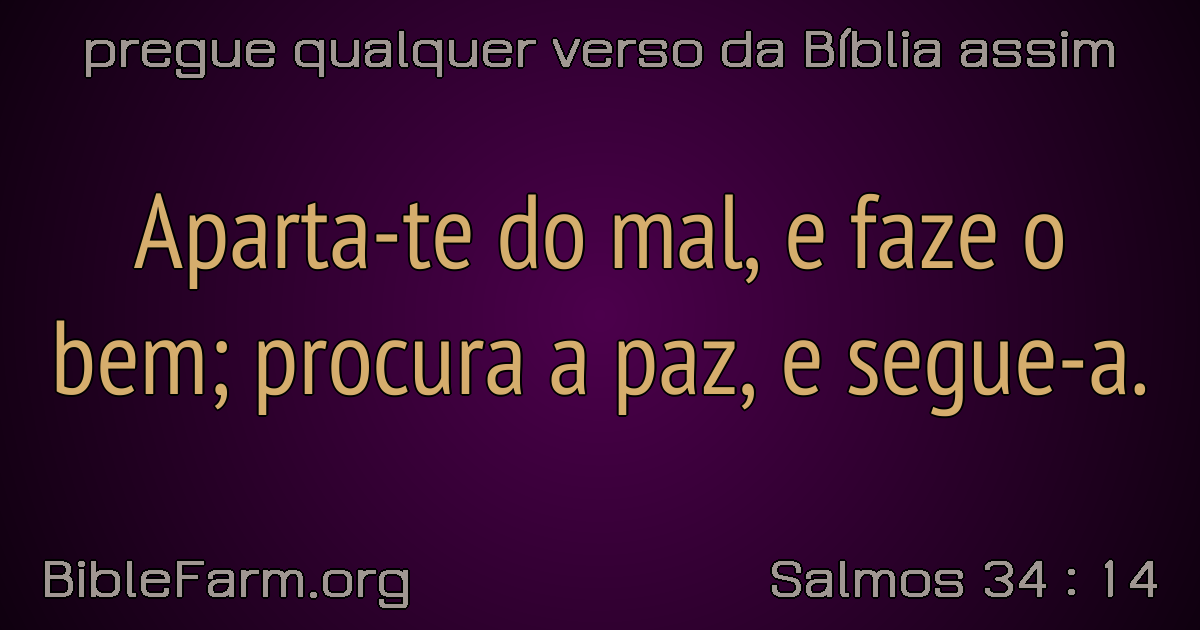 pregue qualquer verso da Bíblia assim
Aparta-te do mal, e faze o
bem; procura a paz, e segue-a.
BibleFarm.org
Salmos 34 : 14